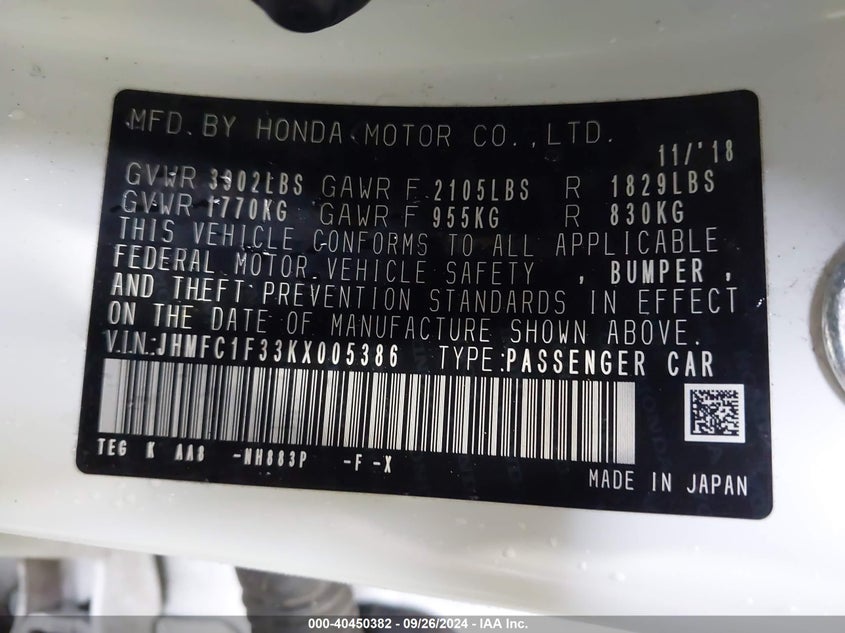 MFD. BY HONDA MOTOR CO., LTD. 11/'18
GVWR 3902LBS GAWR F 2105LBS R 1829LBS
GVWR 1770KG GAWR F 955KG R 830KG
THIS VEHICLE CONFORMS TO ALL APPLICABLE
FEDERAL MOTOR VEHICLE SAFETY , BUMPER ,
AND THEFT PREVENTION STANDARDS IN EFFECT
ON THE DATE OF MANUFACTURE SHOWN ABOVE.
V.I.N:JHMFC1F33KX005386 TYPE:PASSENGER CAR
TEG K AA8 -NH883P -F -X
MADE IN JAPAN
000-40450382 - 09/26/2024 - IAA Inc.